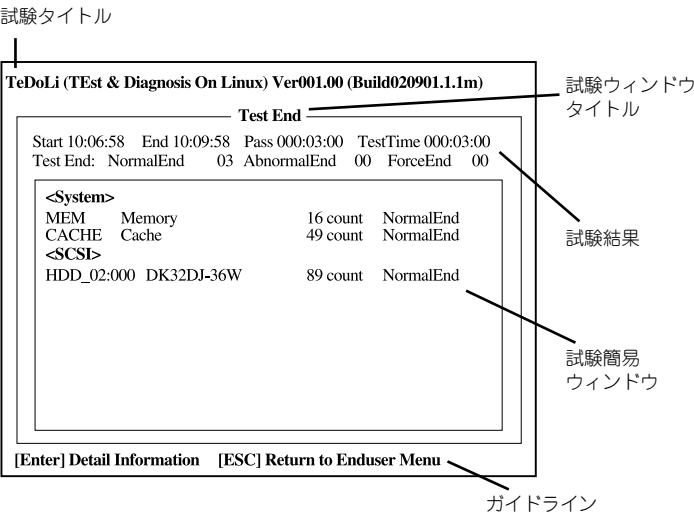 試験タイトル
TeDoLi (TEst & Diagnosis On Linux) Ver001.00 (Build020901.1.1m)
試験ウィンドウ
タイトル
Test End
Start 10:06:58 End 10:09:58 Pass 000:03:00 TestTime 000:03:00
Test End: NormalEnd 03 AbnormalEnd 00 ForceEnd 00
試験結果
<System>
MEM Memory 16 count NormalEnd
CACHE Cache 49 count NormalEnd
<SCSI>
HDD_02:000 DK32DJ-36W 89 count NormalEnd
試験簡易
ウィンドウ
[Enter] Detail Information [ESC] Return to Enduser Menu
ガイドライン